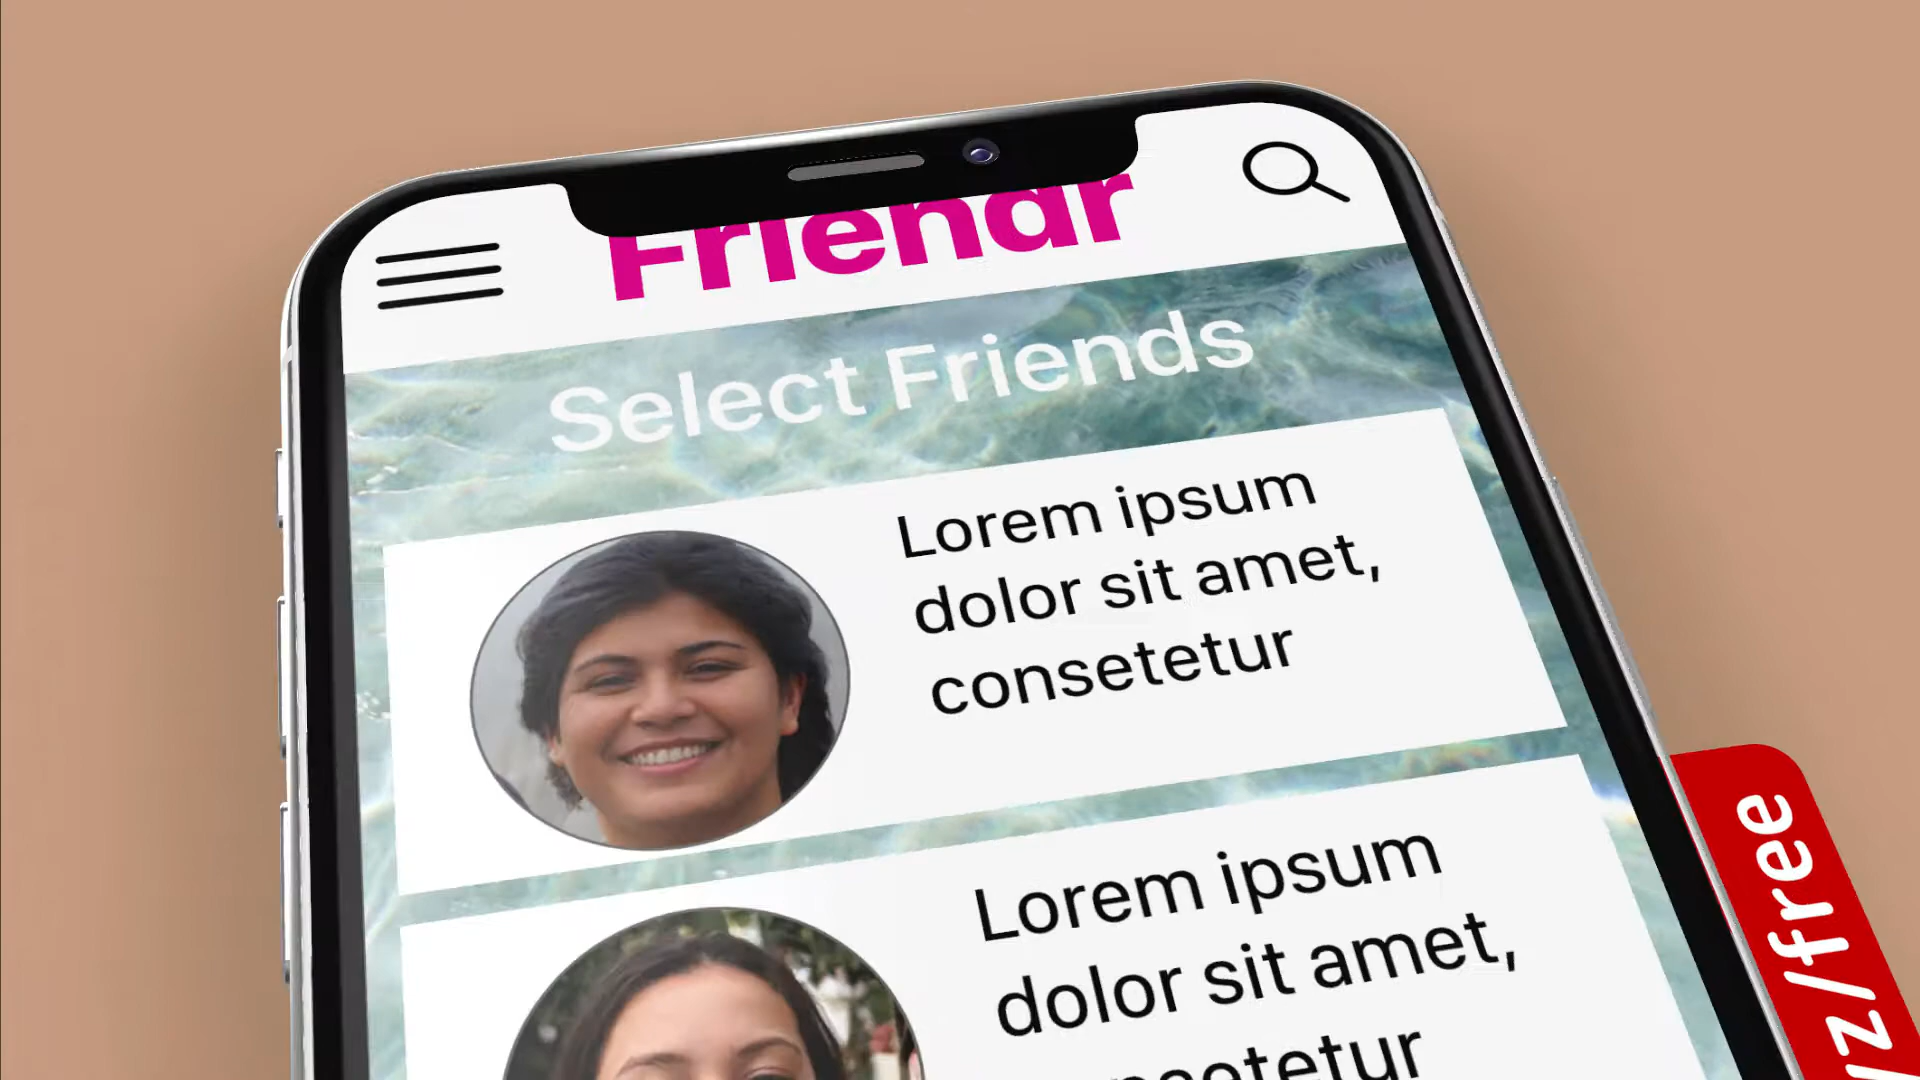 Friendr
Select Friends
Lorem ipsum
dolor sit amet,
consetetur
Lorem ipsum
dolor sit amet,
z/free